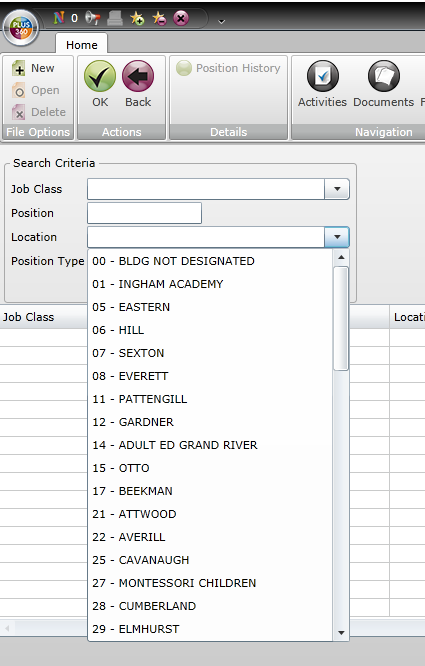 PLUS 360
N 0
Home
New
Open
Delete
File Options
OK
Back
Actions
Position History
Details
Activities
Documents
F
Navigation
Search Criteria
Job Class
Position
Location
Position Type
00 - BLDG NOT DESIGNATED
01 - INGHAM ACADEMY
05 - EASTERN
06 - HILL
07 - SEXTON
08 - EVERETT
11 - PATTENGILL
12 - GARDNER
14 - ADULT ED GRAND RIVER
15 - OTTO
17 - BEEKMAN
21 - ATTWOOD
22 - AVERILL
25 - CAVANAUGH
27 - MONTESSORI CHILDREN
28 - CUMBERLAND
29 - ELMHURST
Job Class
Locati